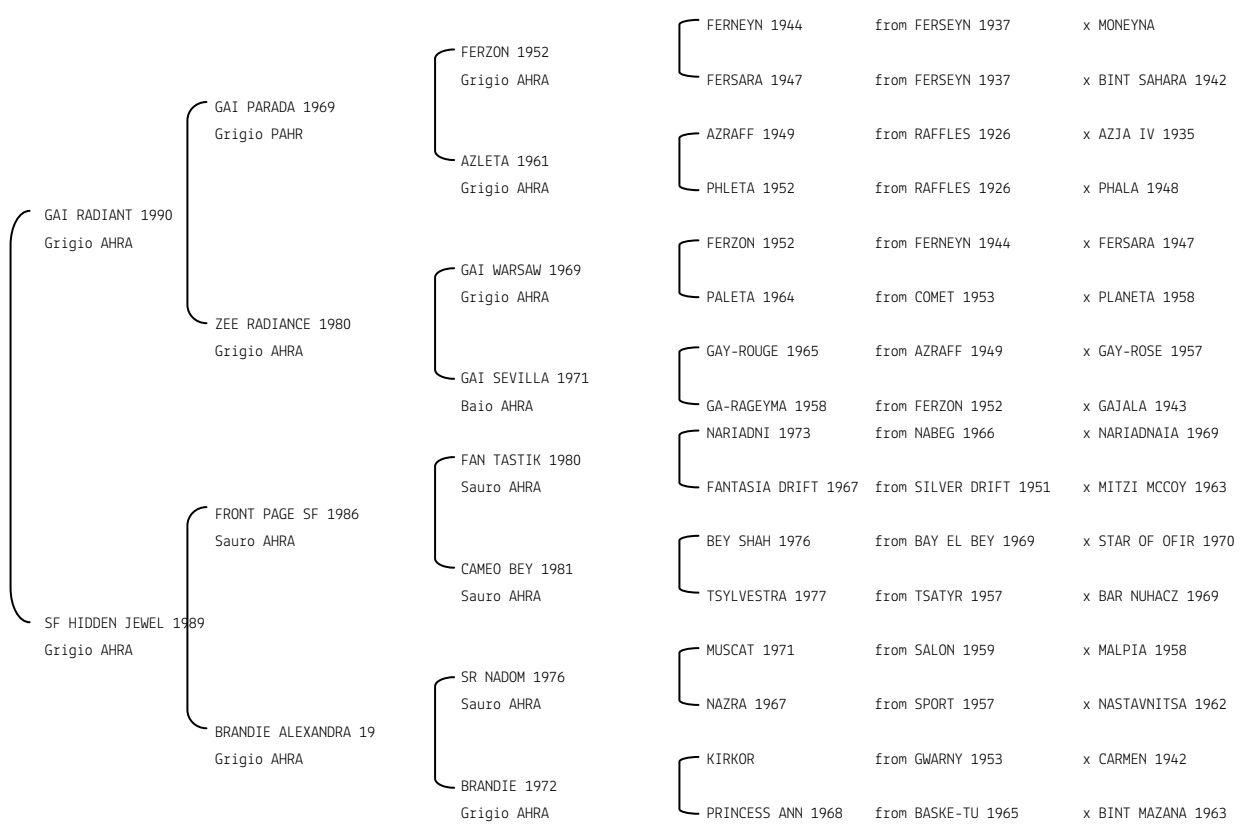 FERNEYN 1944 from FERSEYN 1937 x MONEYNA
FERZON 1952
Grigio AHRA FERSARA 1947 from FERSEYN 1937 x BINT SAHARA 1942
GAI PARADA 1969
Grigio PAHR AZRAFF 1949 from RAFFLES 1926 x AZJA IV 1935
AZLETA 1961
Grigio AHRA PHLETA 1952 from RAFFLES 1926 x PHALA 1948
GAI RADIANT 1990
Grigio AHRA FERZON 1952 from FERNEYN 1944 x FERSARA 1947
GAI WARSAW 1969
Grigio AHRA PALETA 1964 from COMET 1953 x PLANETA 1958
ZEE RADIANCE 1980
Grigio AHRA GAY-ROUGE 1965 from AZRAFF 1949 x GAY-ROSE 1957
GAI SEVILLA 1971
Baio AHRA GA-RAGEYMA 1958 from FERZON 1952 x GAJALA 1943
NARIADNI 1973 from NABEG 1966 x NARIADNAIA 1969
FAN TASTIK 1980
Sauro AHRA FANTASIA DRIFT 1967 from SILVER DRIFT 1951 x MITZI MCCOY 1963
FRONT PAGE SF 1986
Sauro AHRA BEY SHAH 1976 from BAY EL BEY 1969 x STAR OF OFIR 1970
CAMEO BEY 1981
Sauro AHRA TSYLVESTRA 1977 from TSATYR 1957 x BAR NUHACZ 1969
SF HIDDEN JEWEL 1989
Grigio AHRA MUSCAT 1971 from SALON 1959 x MALPIA 1958
SR NADOM 1976
Sauro AHRA NAZRA 1967 from SPORT 1957 x NASTAVNITSA 1962
BRANDIE ALEXANDRA 19
Grigio AHRA KIRKOR from GWARNY 1953 x CARMEN 1942
BRANDIE 1972
Grigio AHRA PRINCESS ANN 1968 from BASKE-TU 1965 x BINT MAZANA 1963